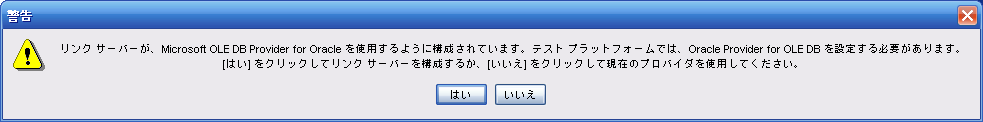 警告
リンク サーバーが、Microsoft OLE DB Provider for Oracle を使用するように構成されています。テスト プラットフォームでは、Oracle Provider for OLE DB を設定する必要があります。
[はい] をクリックしてリンク サーバーを構成するか、[いいえ] をクリックして現在のプロバイダを使用してください。
はい いいえ